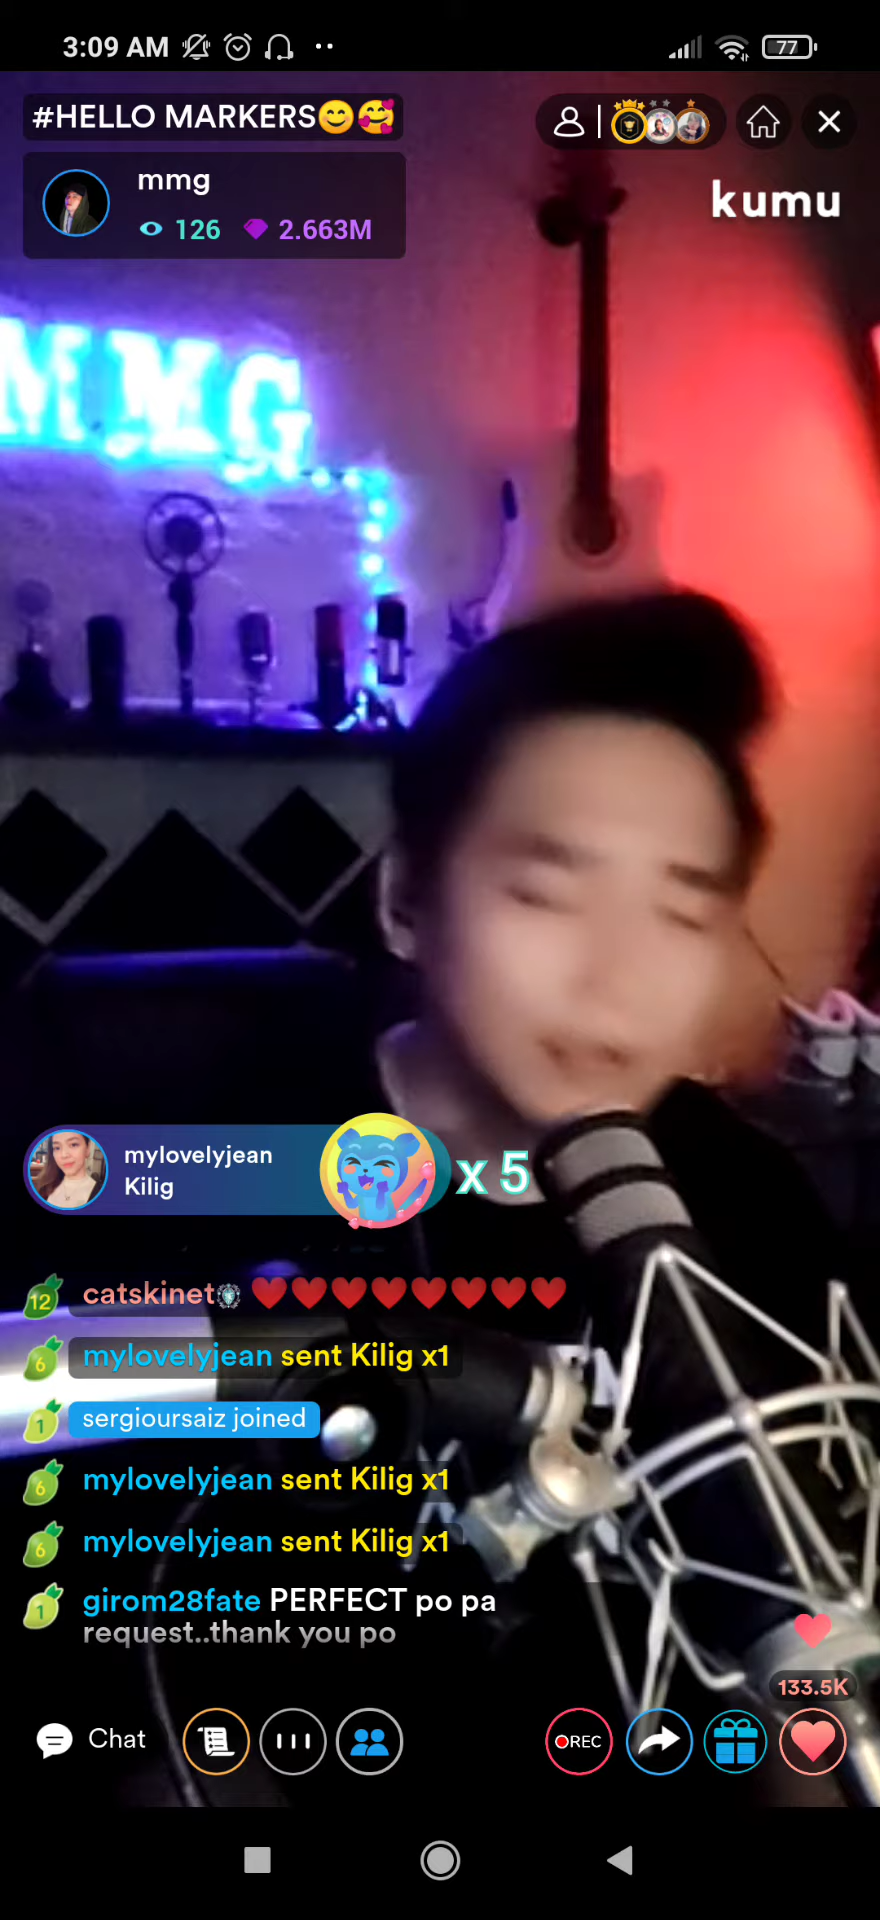 3:09 AM
77
#HELLO MARKERS😊🥰
mmg
126 2.663M
kumu
MMG
mylovelyjean
Kilig
x 5
12 catskinet ❤️❤️❤️❤️❤️❤️❤️❤️
6 mylovelyjean sent Kilig x1
1 sergioursaiz joined
6 mylovelyjean sent Kilig x1
6 mylovelyjean sent Kilig x1
1 girom28fate PERFECT po pa
request..thank you po
133.5K
Chat
REC